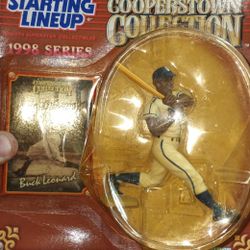 STARTING
LINEUP
1998 SERIES
COOPERSTOWN
COLLECTION
Buck Leonard